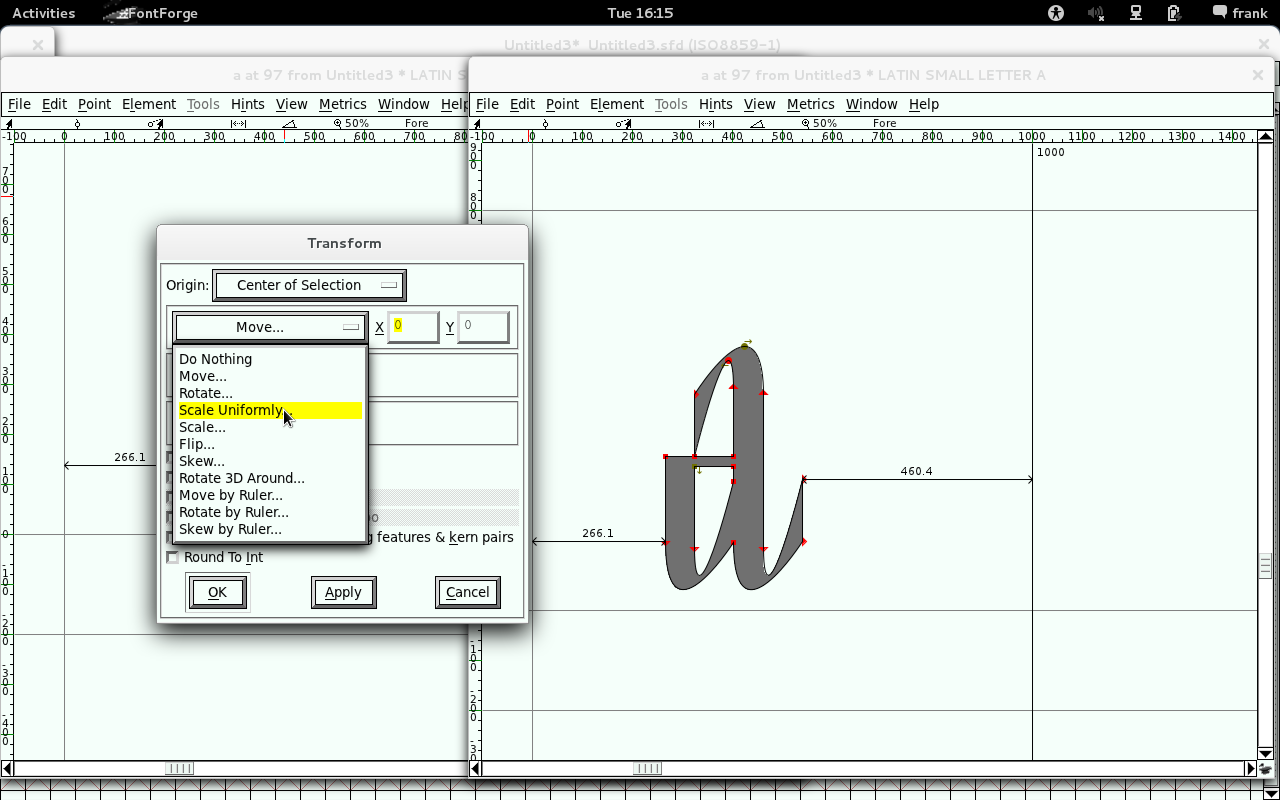 Activities FontForge Tue 16:15 frank
Untitled3* Untitled3.sfd (ISO8859-1)
a at 97 from Untitled3 * LATIN S
File Edit Point Element Tools Hints View Metrics Window Help
50% Fore
-100 0 100 200 300 400 500 600 700 80
266.1
a at 97 from Untitled3 * LATIN SMALL LETTER A
File Edit Point Element Tools Hints View Metrics Window Help
50% Fore
-100 0 100 200 300 400 500 600 700 800 900 1000 1100 1200 1300 1400
1000
460.4
266.1
Transform
Origin: Center of Selection
Move... X 0 Y 0
Do Nothing
Move...
Rotate...
Scale Uniformly...
Scale...
Flip...
Skew...
Rotate 3D Around...
Move by Ruler...
Rotate by Ruler...
Skew by Ruler...
features & kern pairs
Round To Int
OK Apply Cancel